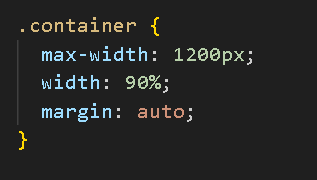 .container {
  max-width: 1200px;
  width: 90%;
  margin: auto;
}